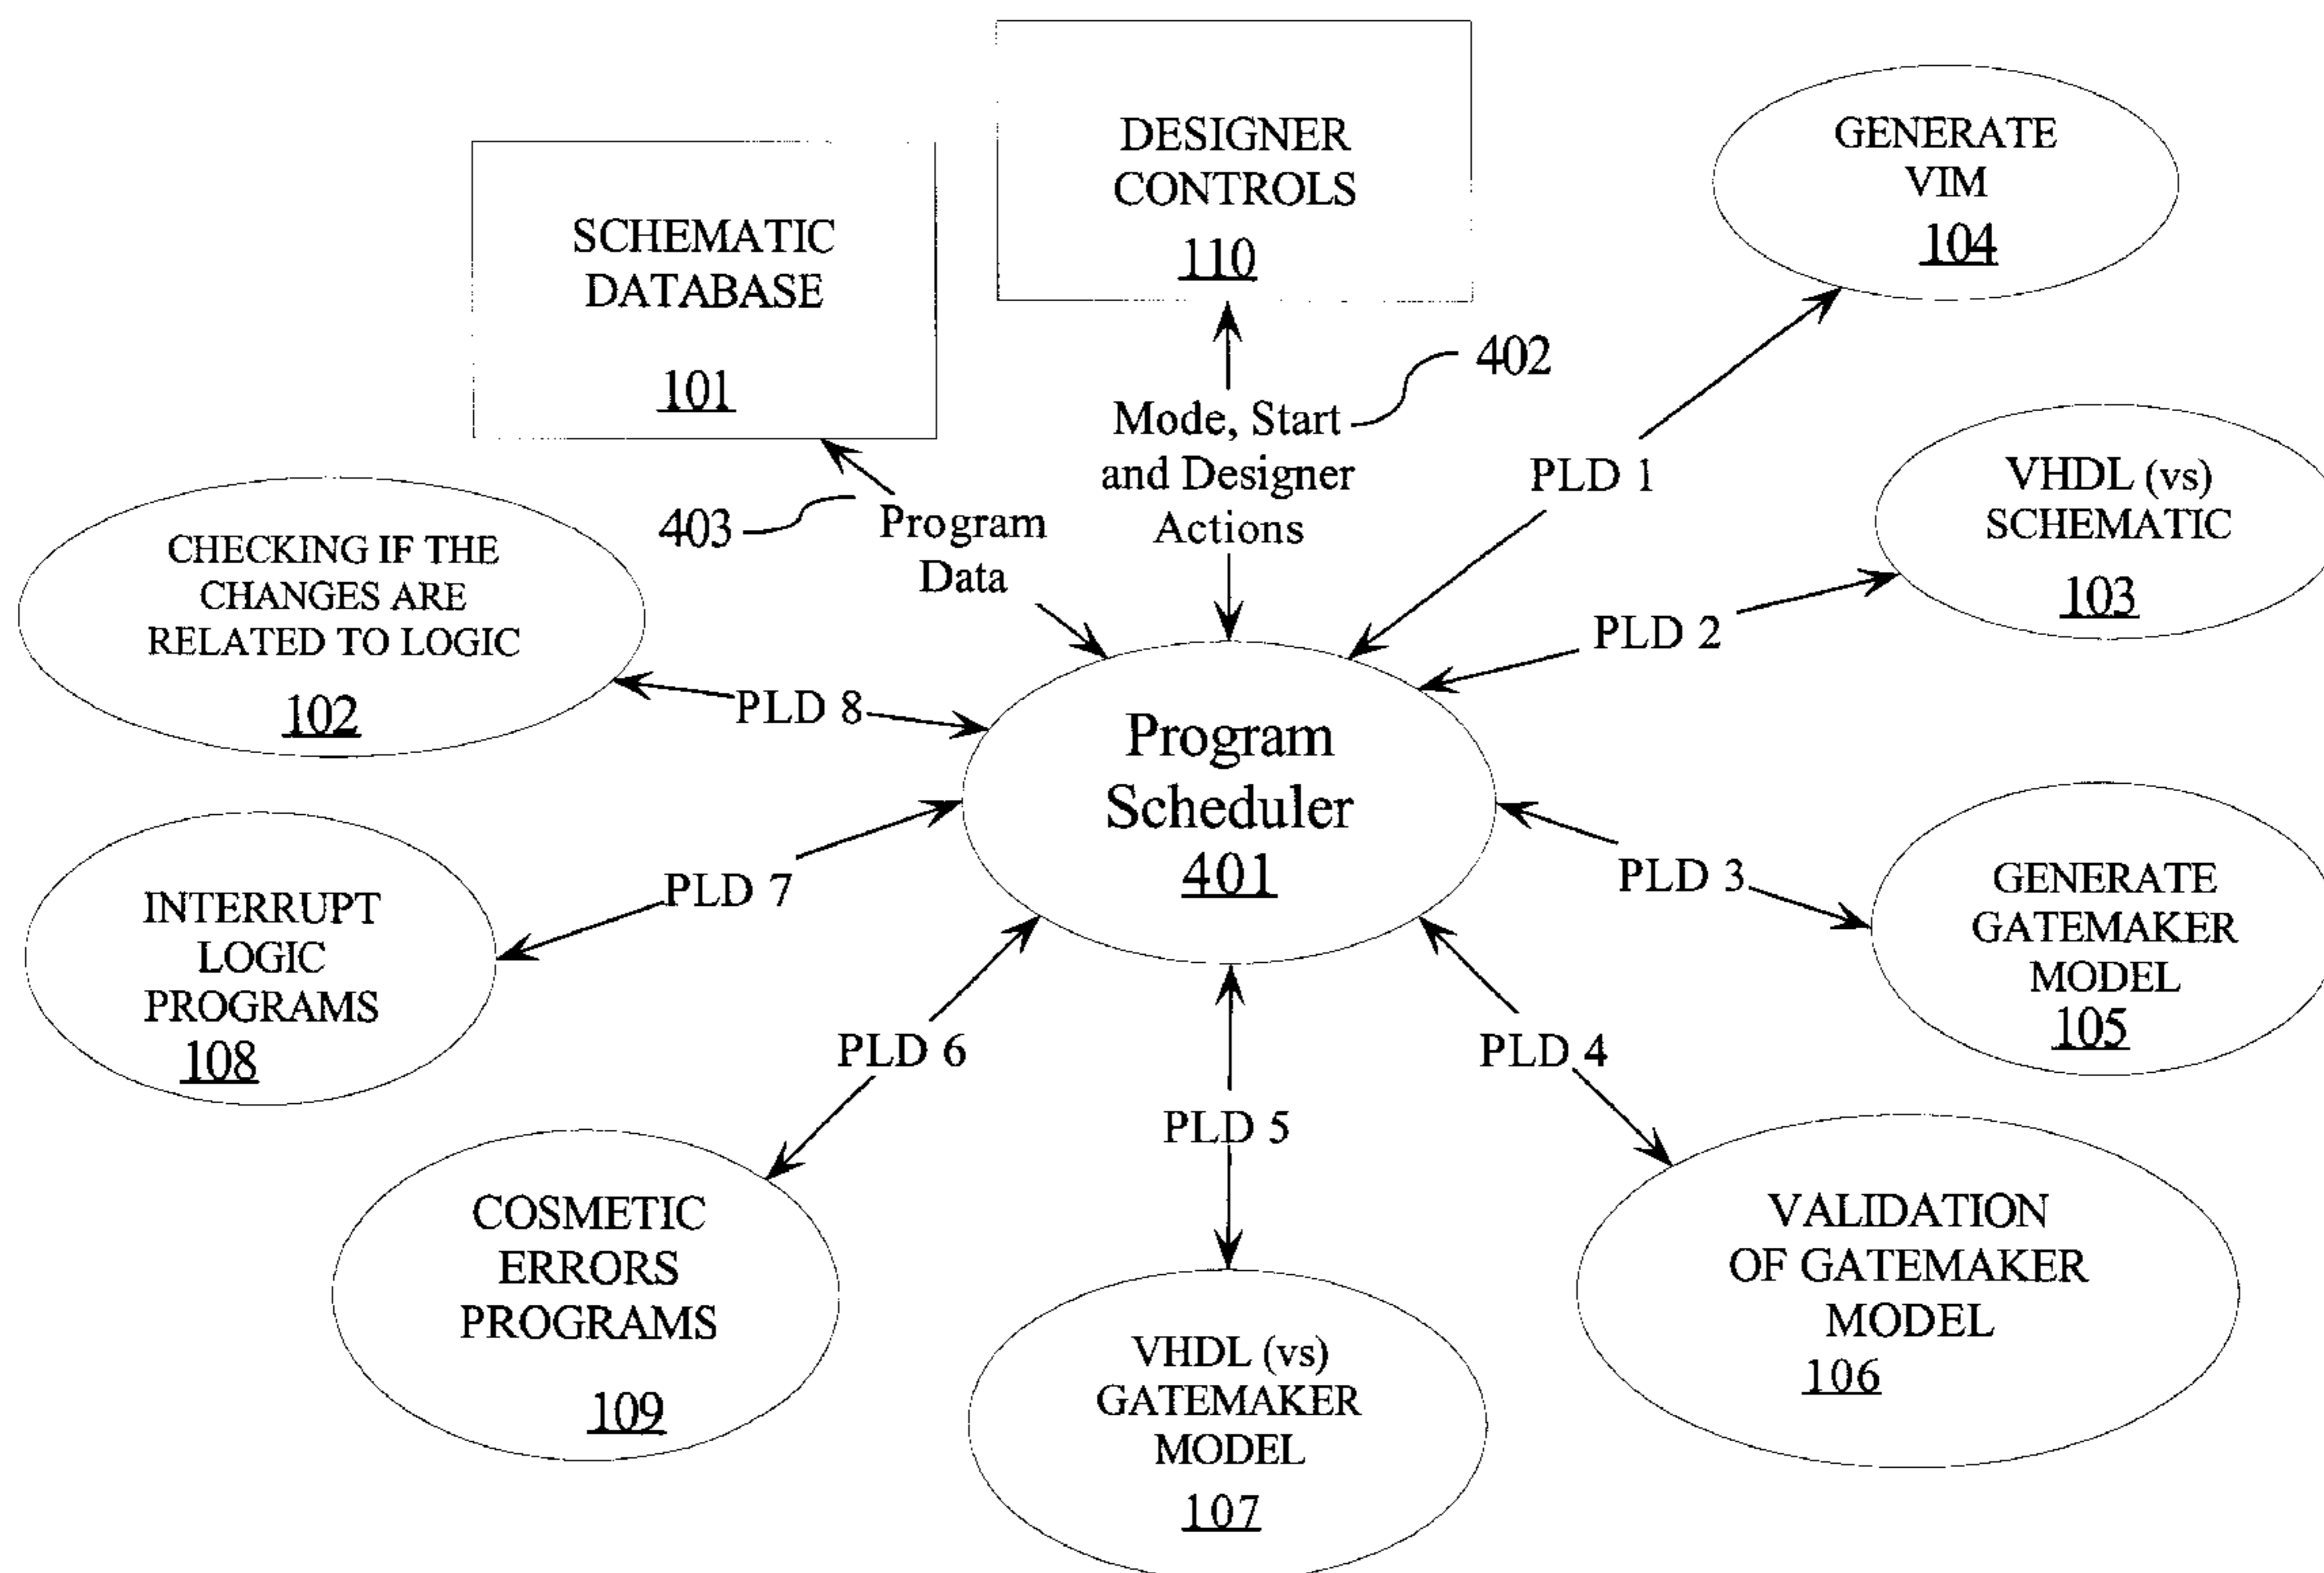 DESIGNER
CONTROLS
110
GENERATE
VIM
104
SCHEMATIC
DATABASE
101
402
Mode, Start
and Designer
Actions
403
Program
Data
PLD 1
VHDL (vs)
SCHEMATIC
103
PLD 2
CHECKING IF THE
CHANGES ARE
RELATED TO LOGIC
102
PLD 8
Program
Scheduler
401
PLD 7
INTERRUPT
LOGIC
PROGRAMS
108
PLD 3
GENERATE
GATEMAKER
MODEL
105
PLD 6
PLD 4
PLD 5
COSMETIC
ERRORS
PROGRAMS
109
VHDL (vs)
GATEMAKER
MODEL
107
VALIDATION
OF GATEMAKER
MODEL
106